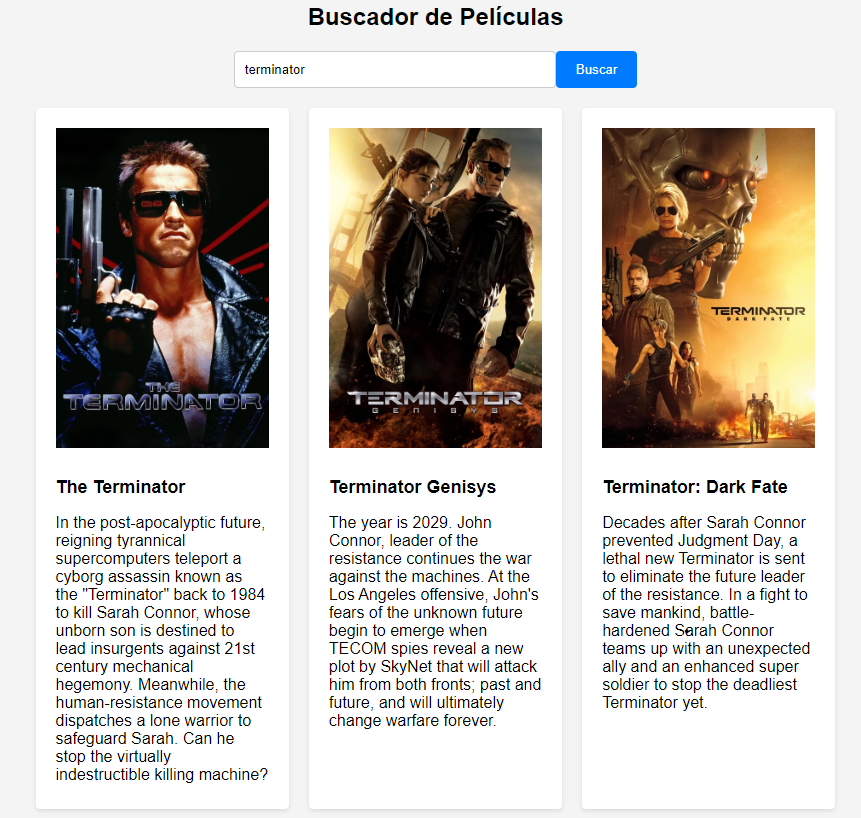 Buscador de Películas
terminator
Buscar
THE
TERMINATOR
TERMINATOR
GENISYS
TERMINATOR
DARK FATE
The Terminator
In the post-apocalyptic future,
reigning tyrannical
supercomputers teleport a
cyborg assassin known as
the "Terminator" back to 1984
to kill Sarah Connor, whose
unborn son is destined to
lead insurgents against 21st
century mechanical
hegemony. Meanwhile, the
human-resistance movement
dispatches a lone warrior to
safeguard Sarah. Can he
stop the virtually
indestructible killing machine?
Terminator Genisys
The year is 2029. John
Connor, leader of the
resistance continues the war
against the machines. At the
Los Angeles offensive, John's
fears of the unknown future
begin to emerge when
TECOM spies reveal a new
plot by SkyNet that will attack
him from both fronts; past and
future, and will ultimately
change warfare forever.
Terminator: Dark Fate
Decades after Sarah Connor
prevented Judgment Day, a
lethal new Terminator is sent
to eliminate the future leader
of the resistance. In a fight to
save mankind, battle-
hardened Sarah Connor
teams up with an unexpected
ally and an enhanced super
soldier to stop the deadliest
Terminator yet.